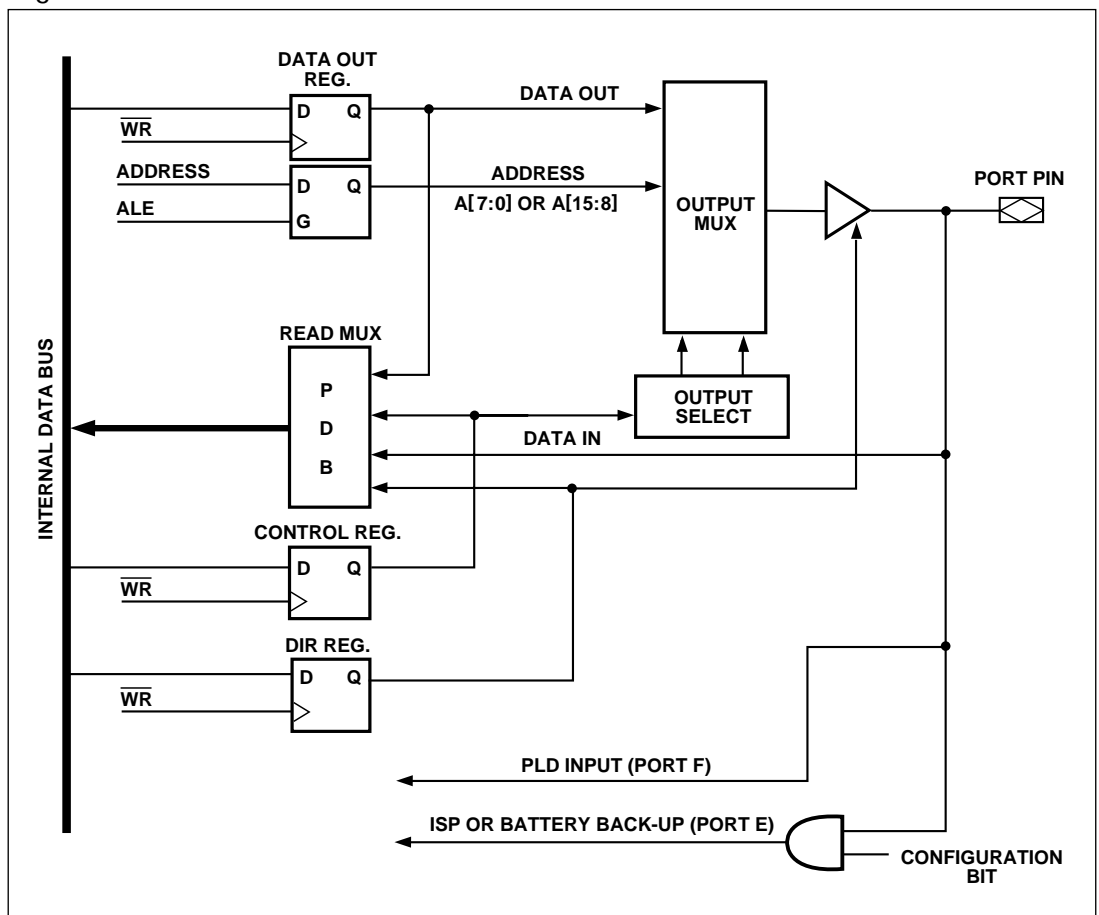 DATA OUT
REG.
D Q
WR
DATA OUT
ADDRESS
ALE
D Q
G
ADDRESS
A[7:0] OR A[15:8]
OUTPUT
MUX
PORT PIN
INTERNAL DATA BUS
READ MUX
P
D
B
OUTPUT
SELECT
DATA IN
CONTROL REG.
D Q
WR
DIR REG.
D Q
WR
PLD INPUT (PORT F)
ISP OR BATTERY BACK-UP (PORT E)
CONFIGURATION
BIT